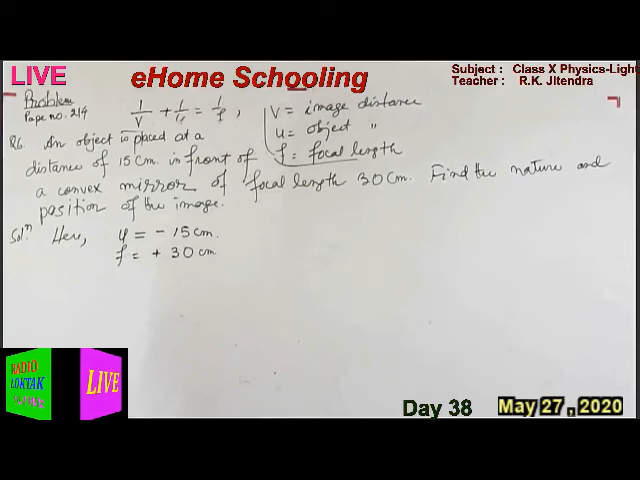 LIVE
eHome Schooling
Subject : Class X Physics-Ligh
Teacher : R.K. Jitendra
Problem
Page no. 214
1/v + 1/u = 1/f ,
V = image distance
u = object "
f = focal length
Q6. An object is placed at a
distance of 15 cm in front of
a convex mirror of focal length 30 cm. Find the nature and
position of the image.
Solⁿ. Here, u = - 15 cm.
f = + 30 cm
RADIO
LOKTAK
LIVE
Day 38
May 27 , 2020